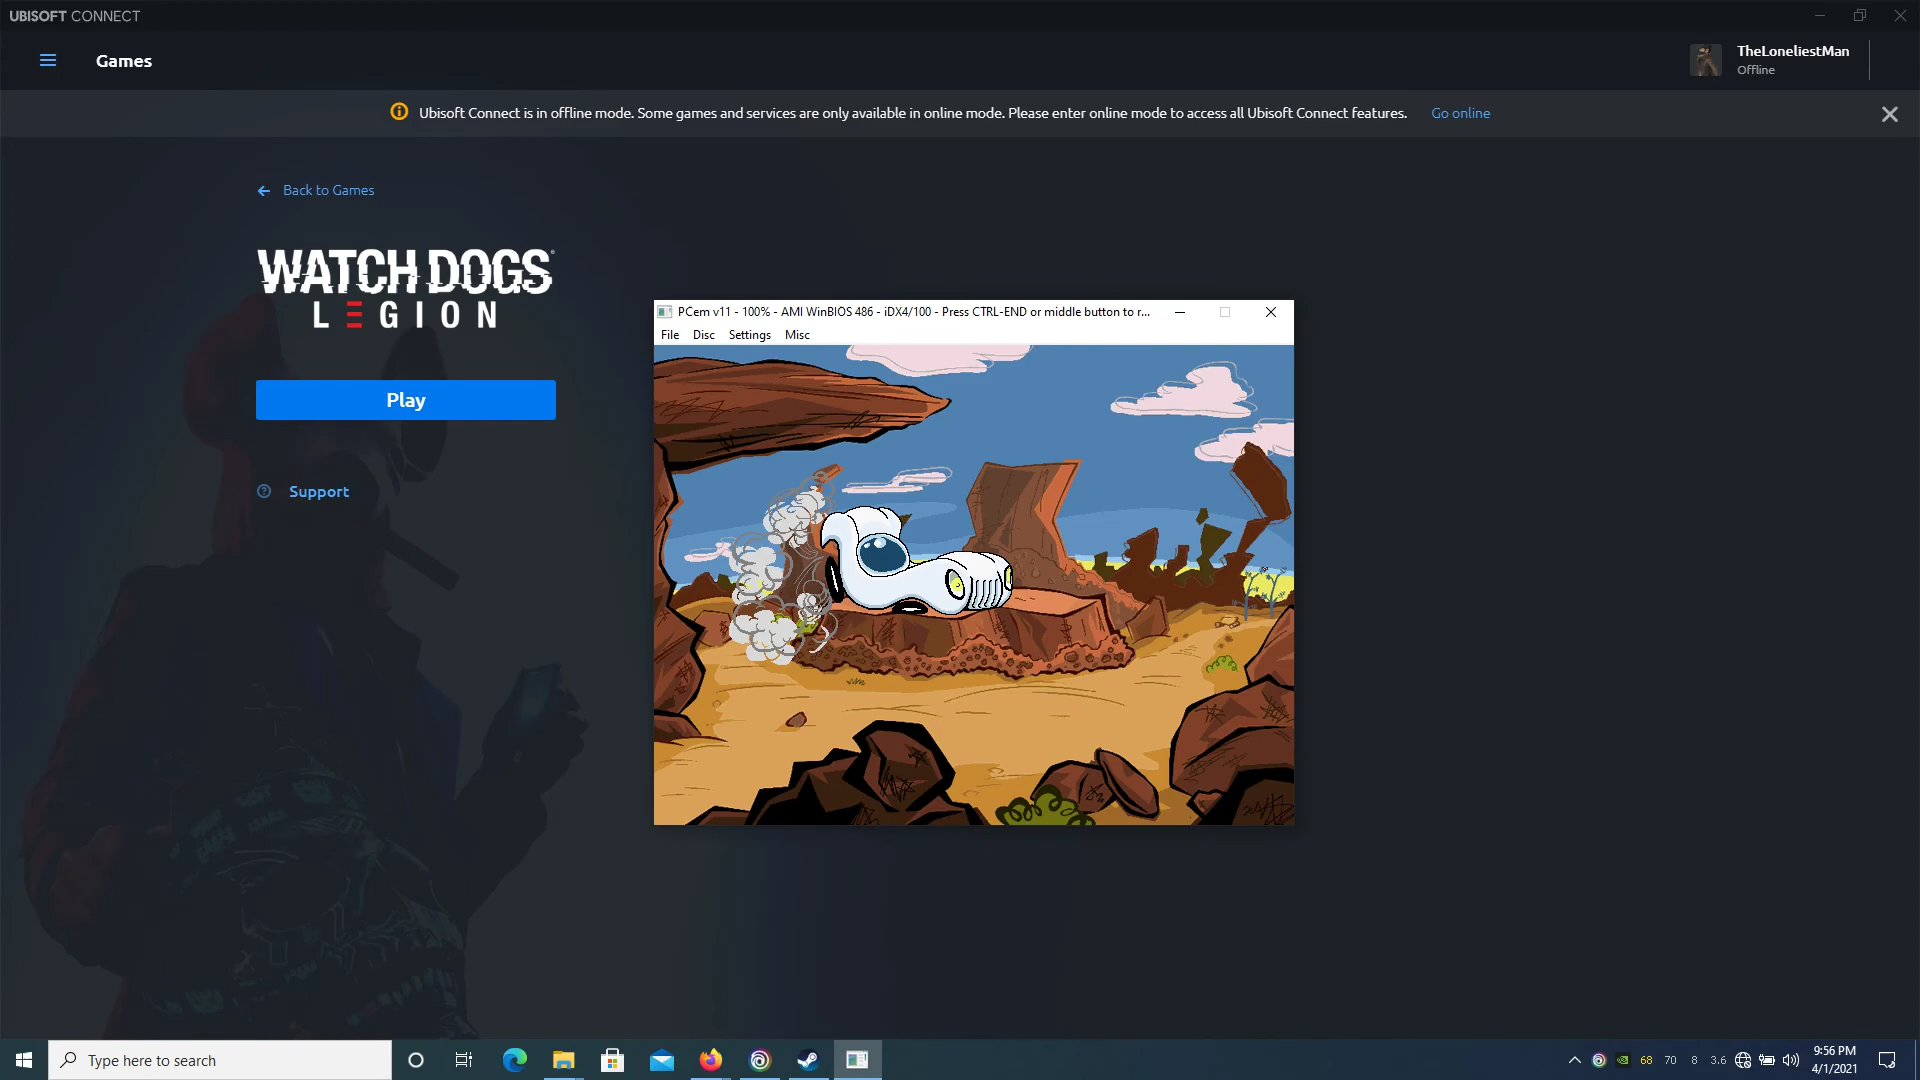 UBISOFT CONNECT
Games
TheLoneliestMan
Offline
Ubisoft Connect is in offline mode. Some games and services are only available in online mode. Please enter online mode to access all Ubisoft Connect features. Go online
Back to Games
WATCH DOGS
LEGION
Play
Support
PCem v11 - 100% - AMI WinBIOS 486 - iDX4/100 - Press CTRL-END or middle button to r...
File Disc Settings Misc
Type here to search
68 70 8 3.6
9:56 PM
4/1/2021